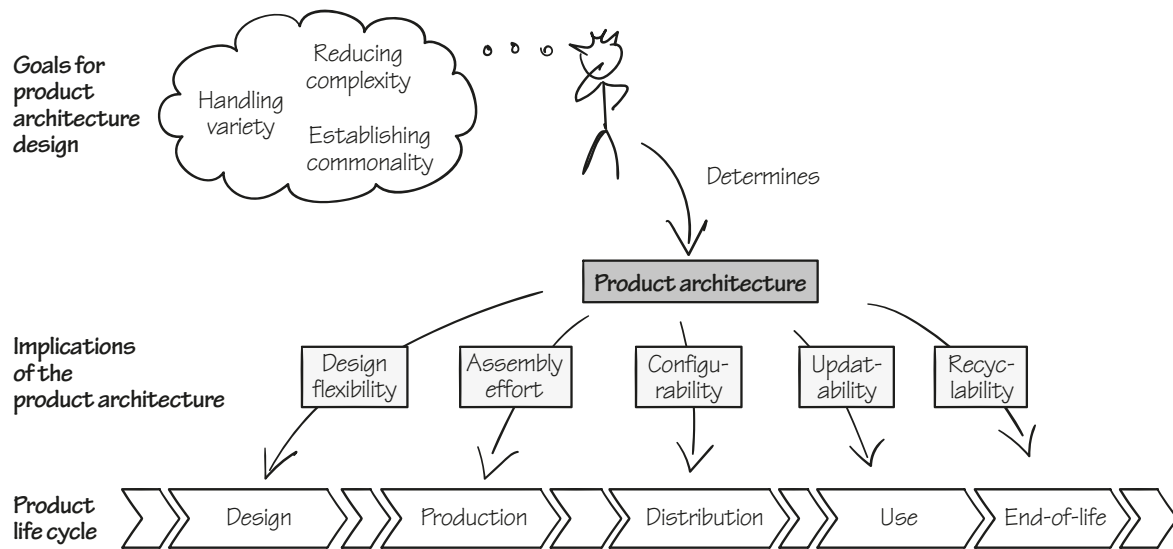 Goals for
product
architecture
design
Reducing
complexity
Handling
variety
Establishing
commonality
Determines
Product architecture
Implications
of the
product architecture
Design
flexibility
Assembly
effort
Configu-
rability
Updat-
ability
Recyc-
lability
Product
life cycle
Design
Production
Distribution
Use
End-of-life